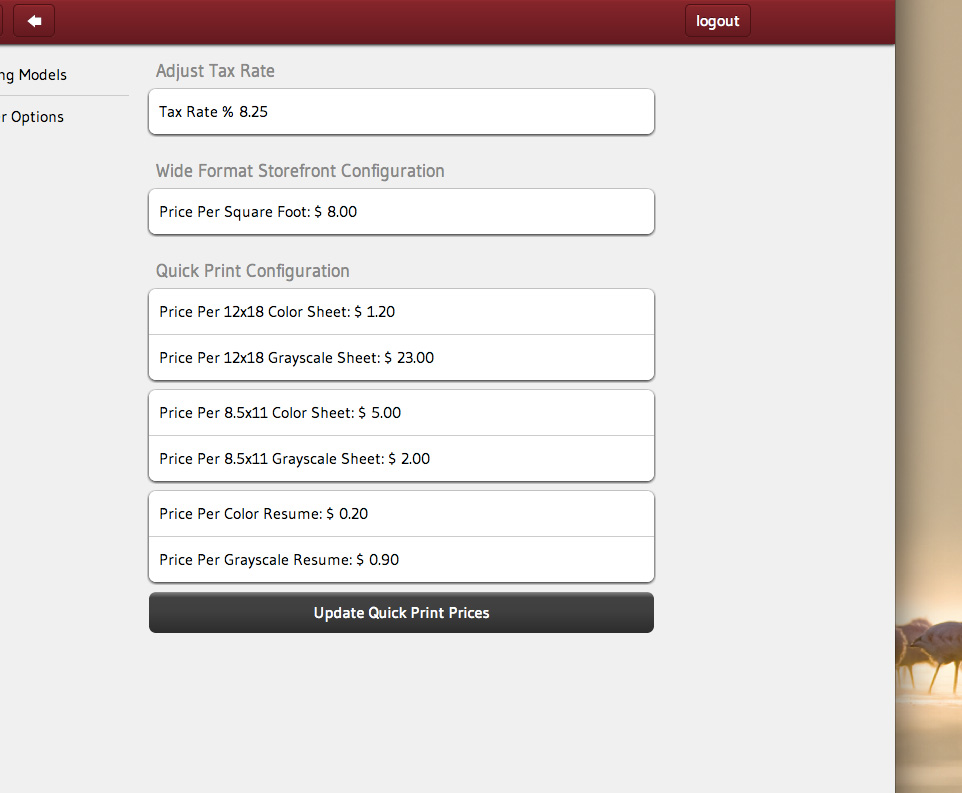 logout
ng Models
r Options
Adjust Tax Rate
Tax Rate % 8.25
Wide Format Storefront Configuration
Price Per Square Foot: $ 8.00
Quick Print Configuration
Price Per 12x18 Color Sheet: $ 1.20
Price Per 12x18 Grayscale Sheet: $ 23.00
Price Per 8.5x11 Color Sheet: $ 5.00
Price Per 8.5x11 Grayscale Sheet: $ 2.00
Price Per Color Resume: $ 0.20
Price Per Grayscale Resume: $ 0.90
Update Quick Print Prices